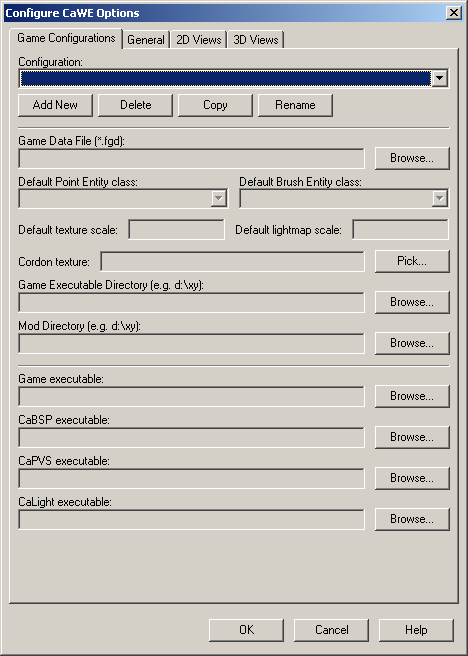 Configure CaWE Options
Game Configurations General 2D Views 3D Views
Configuration:
Add New Delete Copy Rename
Game Data File (*.fgd):
Browse...
Default Point Entity class: Default Brush Entity class:
Default texture scale: Default lightmap scale:
Cordon texture: Pick...
Game Executable Directory (e.g. d:\xy):
Browse...
Mod Directory (e.g. d:\xy):
Browse...
Game executable:
Browse...
CaBSP executable:
Browse...
CaPVS executable:
Browse...
CaLight executable:
Browse...
OK Cancel Help